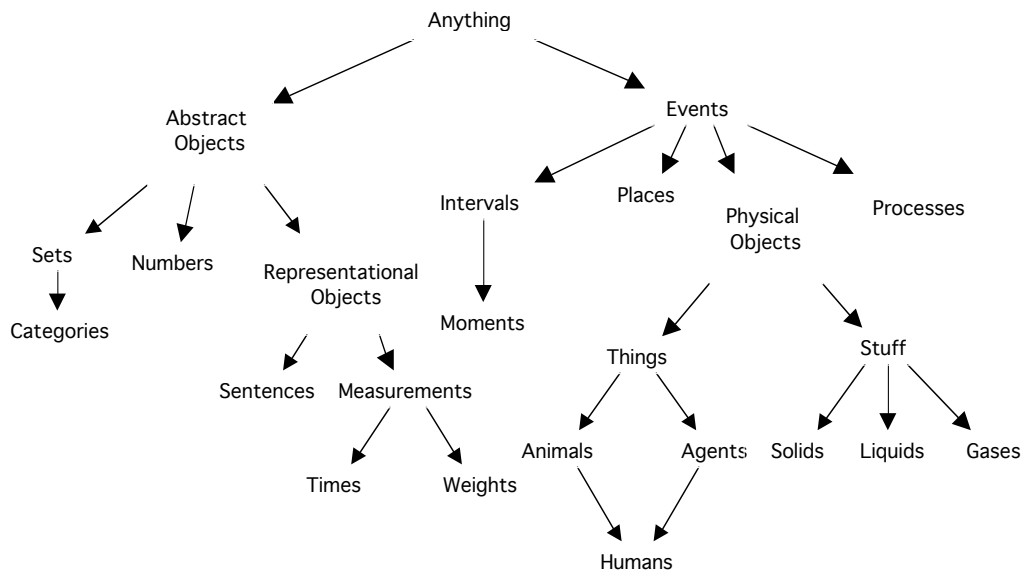 Anything
Abstract
Objects
Events
Sets
Numbers
Representational
Objects
Intervals
Places
Physical
Objects
Processes
Categories
Sentences
Measurements
Moments
Things
Stuff
Times
Weights
Animals
Agents
Solids
Liquids
Gases
Humans